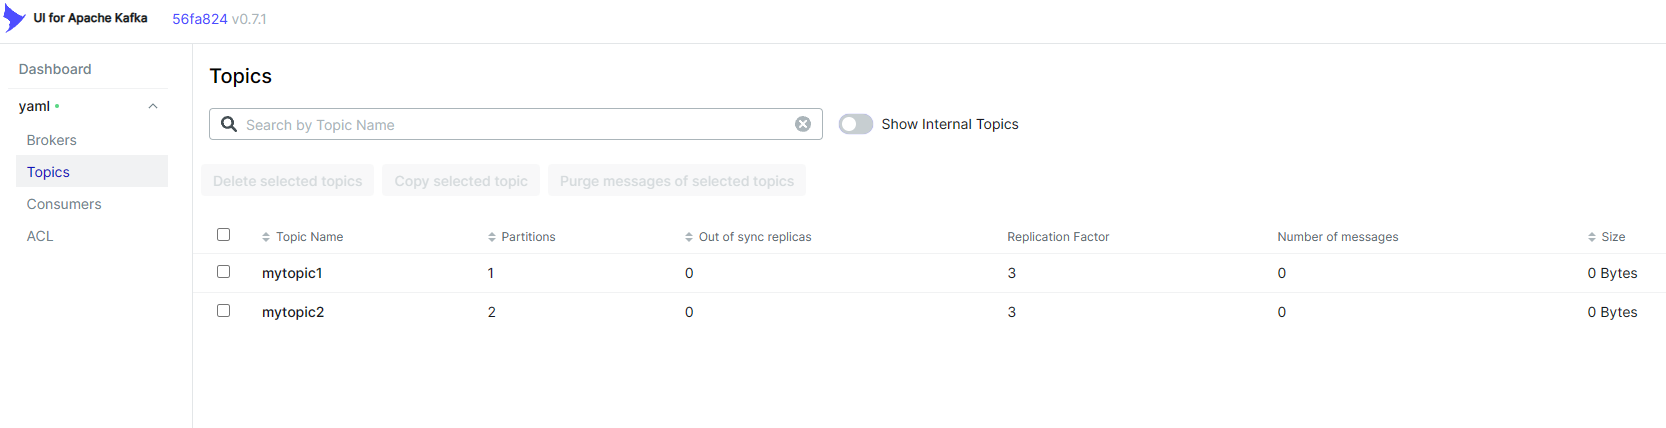 UI for Apache Kafka 56fa824 v0.7.1
Dashboard
yaml
Brokers
Topics
Consumers
ACL
Topics
Search by Topic Name
Show Internal Topics
Delete selected topics Copy selected topic Purge messages of selected topics
Topic Name Partitions Out of sync replicas Replication Factor Number of messages Size
mytopic1 1 0 3 0 0 Bytes
mytopic2 2 0 3 0 0 Bytes